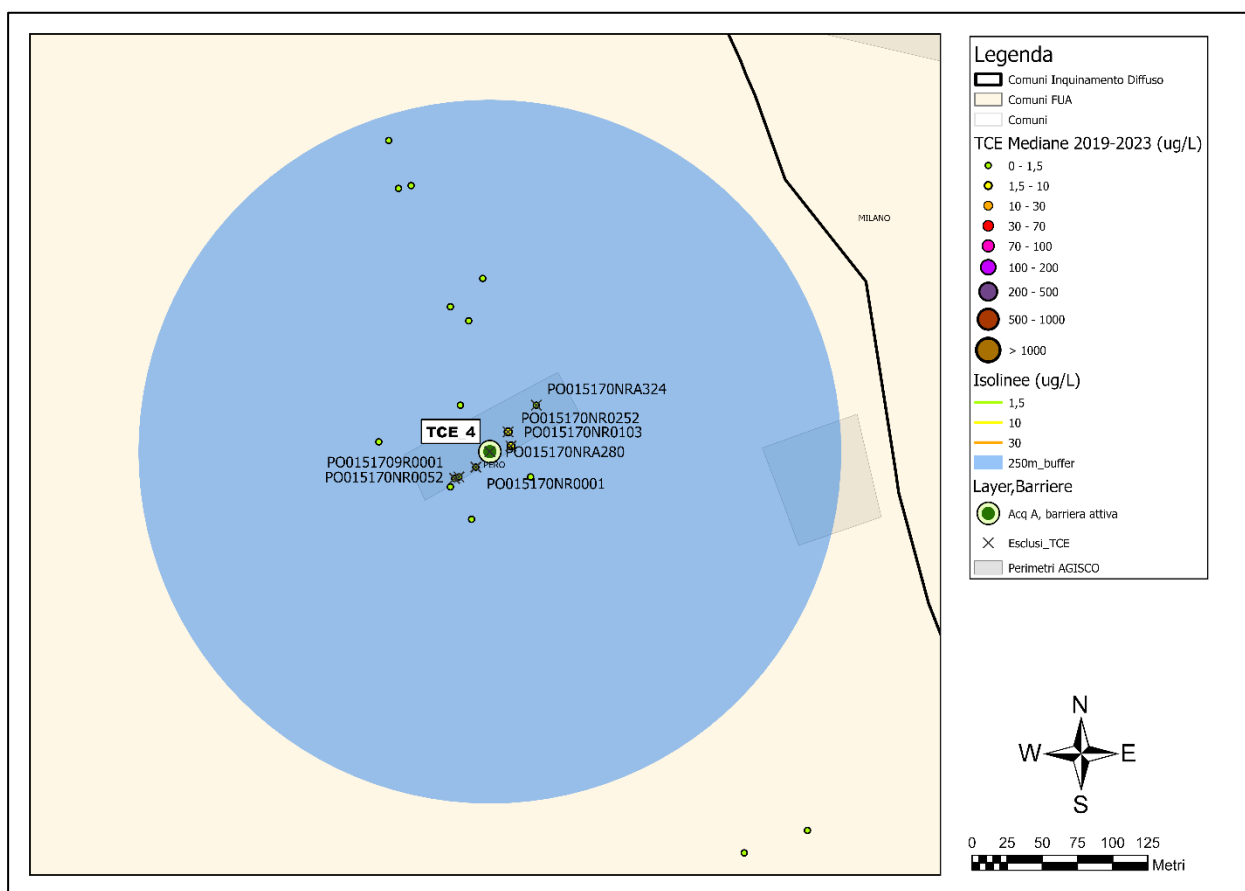 MILANO
PO015170NRA324
PO015170NR0252
TCE_4
PO015170NR0103
PO015170NRA280
PO0151709R0001
PERO
PO015170NR0052
PO015170NR0001
Legenda
Comuni Inquinamento Diffuso
Comuni FUA
Comuni
TCE Mediane 2019-2023 (ug/L)
0 - 1,5
1,5 - 10
10 - 30
30 - 70
70 - 100
100 - 200
200 - 500
500 - 1000
> 1000
Isolinee (ug/L)
1,5
10
30
250m_buffer
Layer,Barriere
Acq A, barriera attiva
Esclusi_TCE
Perimetri AGISCO
N
W E
S
0 25 50 75 100 125
Metri